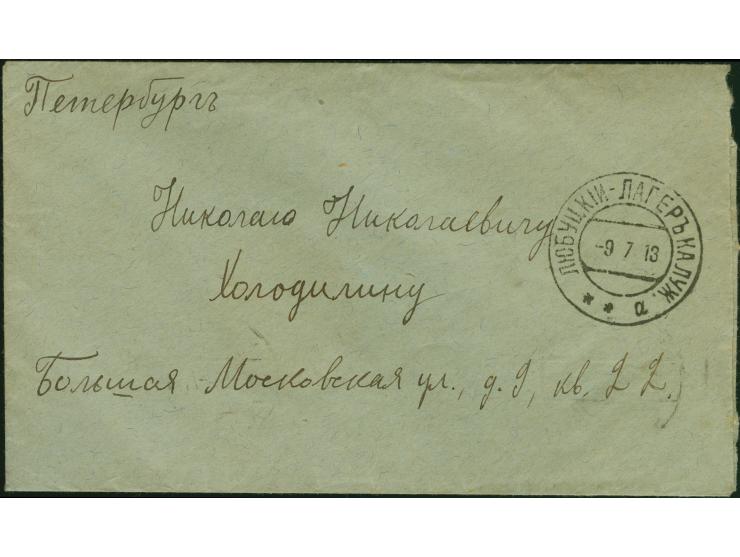 Петербургъ
Николаю Николаевичу
Холодилину
Большая Московская ул., д. 9, кв. 22.
ЛЮБУЦКІЙ-ЛАГЕРЬ КАЛУЖ.
-9 7 13
* * а